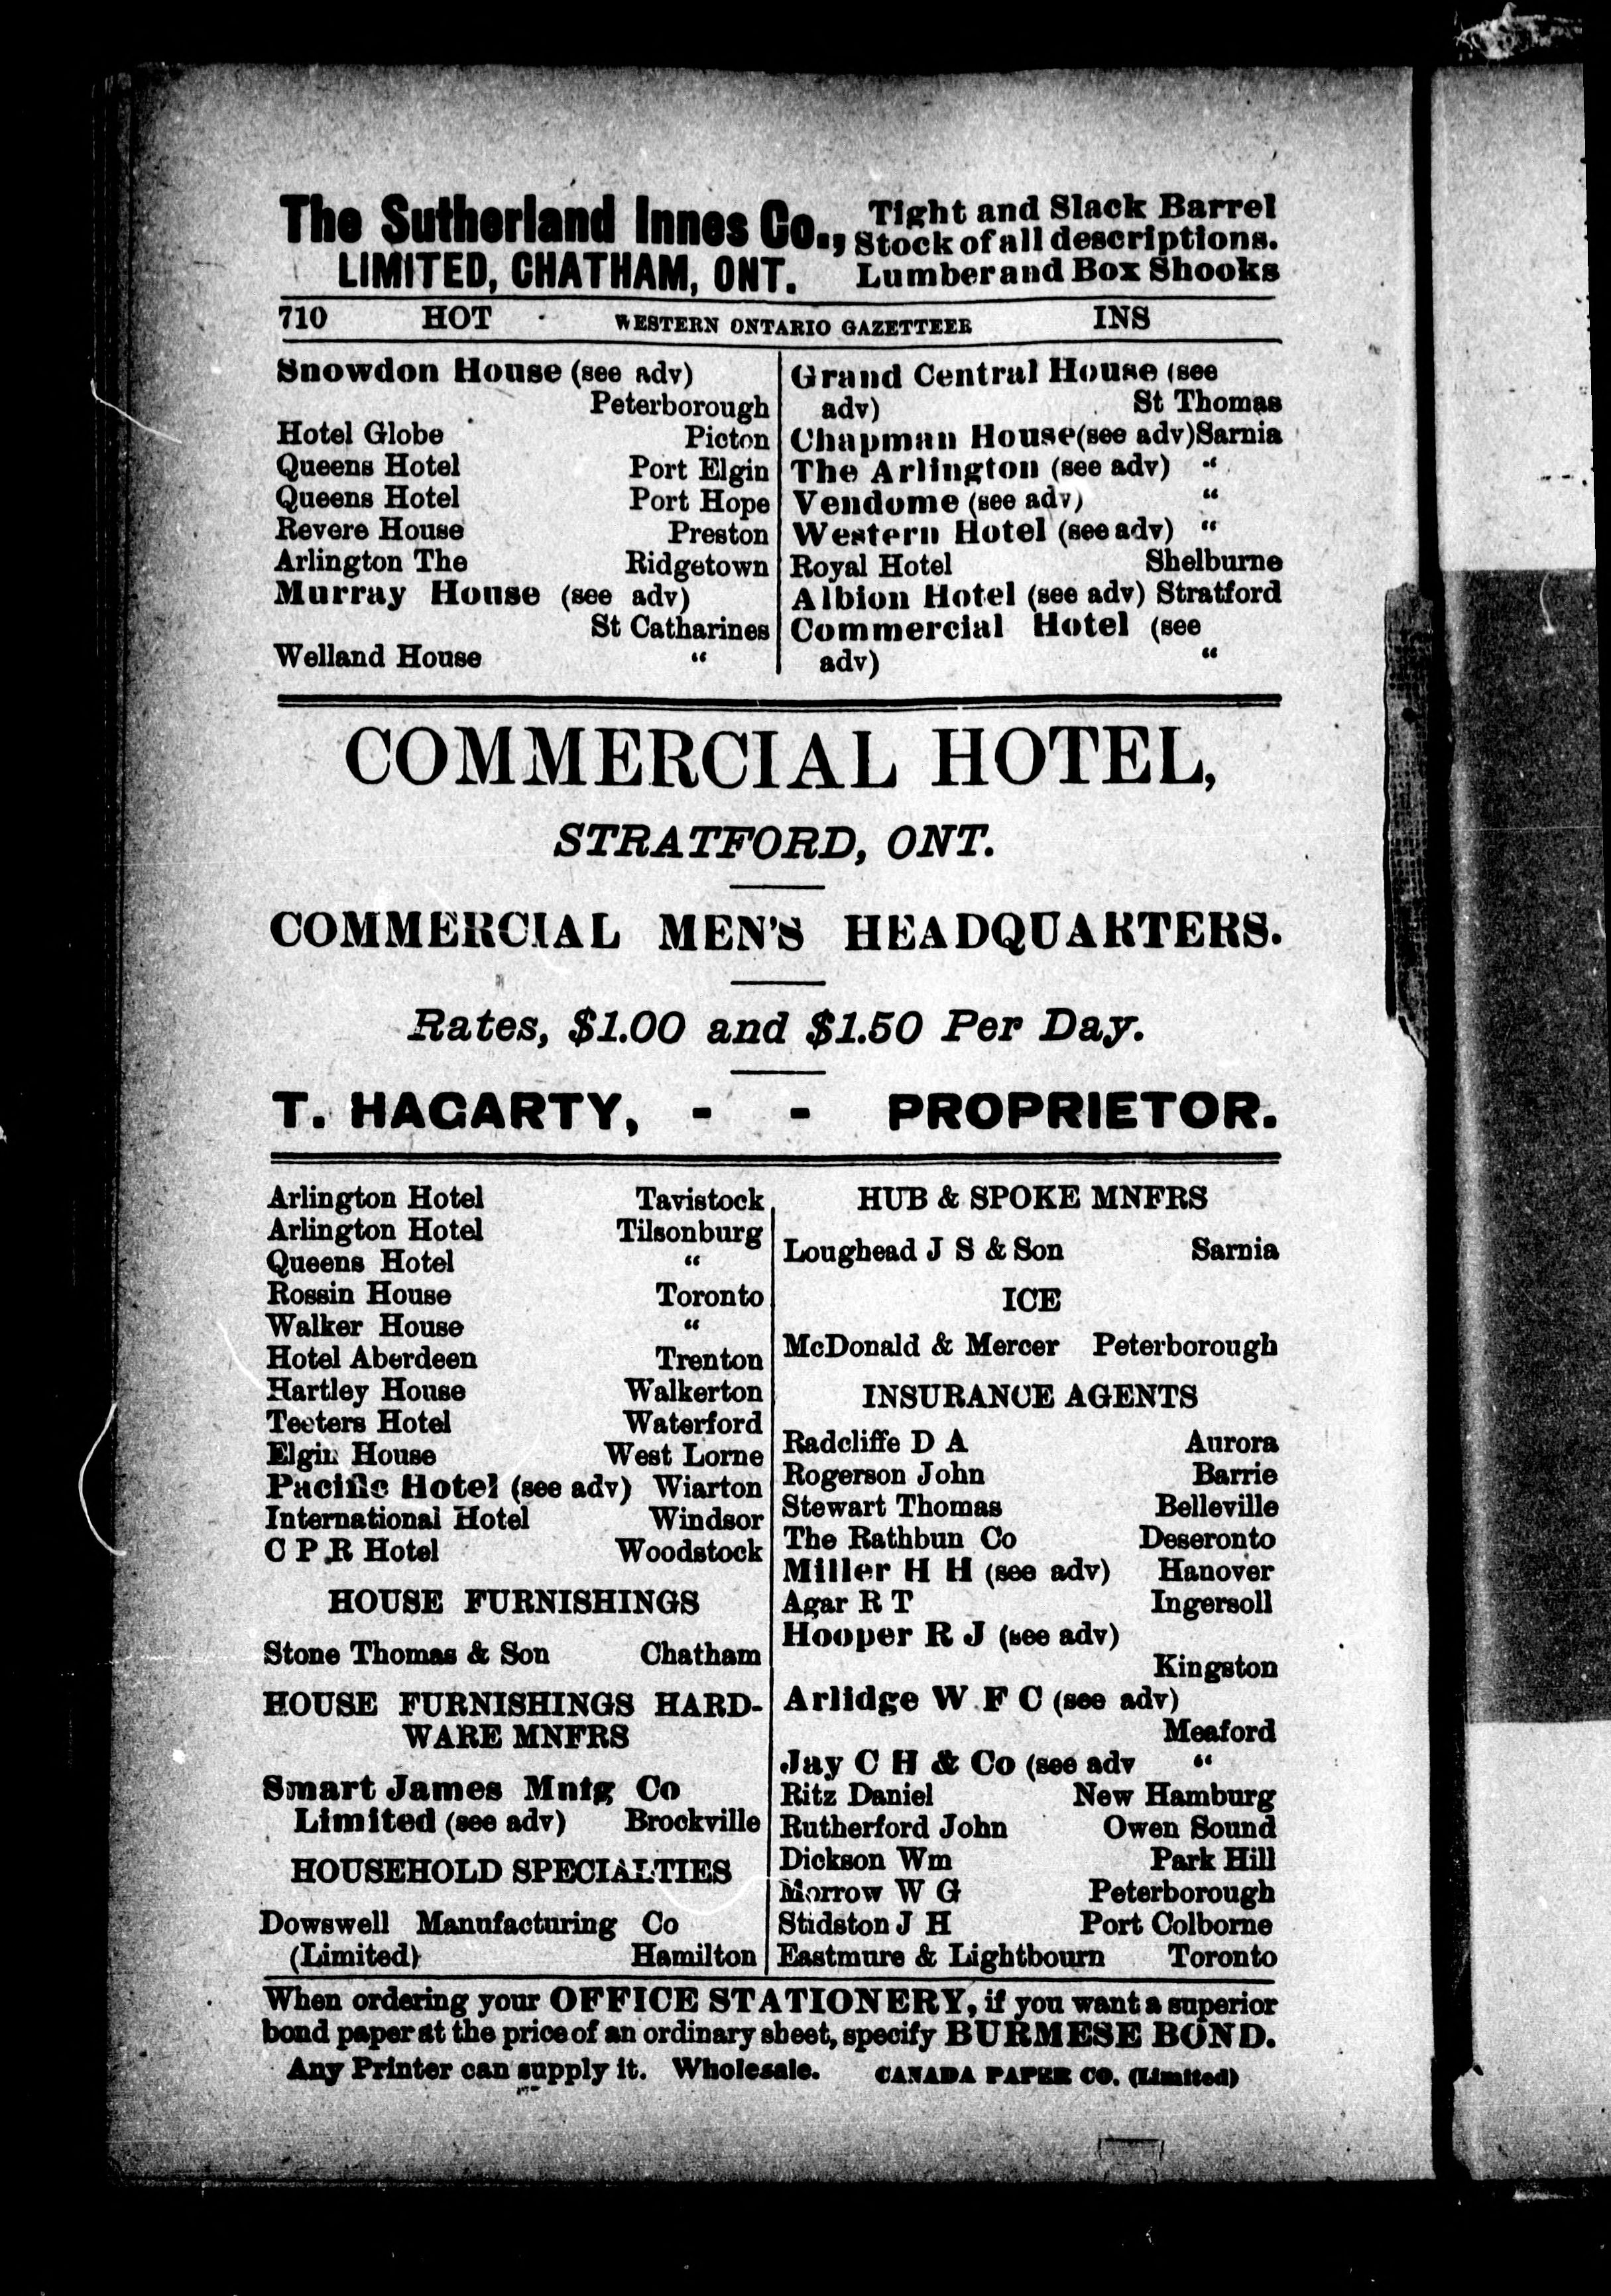 The Sutherland Innes Co.,
LIMITED, CHATHAM, ONT.
Tight and Slack Barrel
Stock of all descriptions.
Lumber and Box Shooks
710 HOT WESTERN ONTARIO GAZETTEER INS
Snowdon House (see adv)
Peterborough
Hotel Globe Picton
Queens Hotel Port Elgin
Queens Hotel Port Hope
Revere House Preston
Arlington The Ridgetown
Murray House (see adv)
St Catharines
Welland House "
Grand Central House (see
adv) St Thomas
Chapman House (see adv) Sarnia
The Arlington (see adv) "
Vendome (see adv) "
Western Hotel (see adv) "
Royal Hotel Shelburne
Albion Hotel (see adv) Stratford
Commercial Hotel (see
adv) "
COMMERCIAL HOTEL,
STRATFORD, ONT.
COMMERCIAL MEN'S HEADQUARTERS.
Rates, $1.00 and $1.50 Per Day.
T. HAGARTY, - - PROPRIETOR.
Arlington Hotel Tavistock
Arlington Hotel Tilsonburg
Queens Hotel "
Rossin House Toronto
Walker House "
Hotel Aberdeen Trenton
Hartley House Walkerton
Teeters Hotel Waterford
Elgin House West Lorne
Pacific Hotel (see adv) Wiarton
International Hotel Windsor
C P R Hotel Woodstock
HOUSE FURNISHINGS
Stone Thomas & Son Chatham
HOUSE FURNISHINGS HARD-
WARE MNFRS
Smart James Mnfg Co
Limited (see adv) Brockville
HOUSEHOLD SPECIALTIES
Dowswell Manufacturing Co
(Limited) Hamilton
HUB & SPOKE MNFRS
Loughead J S & Son Sarnia
ICE
McDonald & Mercer Peterborough
INSURANCE AGENTS
Radcliffe D A Aurora
Rogerson John Barrie
Stewart Thomas Belleville
The Rathbun Co Deseronto
Miller H H (see adv) Hanover
Agar R T Ingersoll
Hooper R J (see adv)
Kingston
Arlidge W F C (see adv)
Meaford
Jay C H & Co (see adv "
Ritz Daniel New Hamburg
Rutherford John Owen Sound
Dickson Wm Park Hill
Morrow W G Peterborough
Stidston J H Port Colborne
Eastmure & Lightbourn Toronto
When ordering your OFFICE STATIONERY, if you want a superior
bond paper at the price of an ordinary sheet, specify BURMESE BOND.
Any Printer can supply it. Wholesale. CANADA PAPER CO. (Limited)